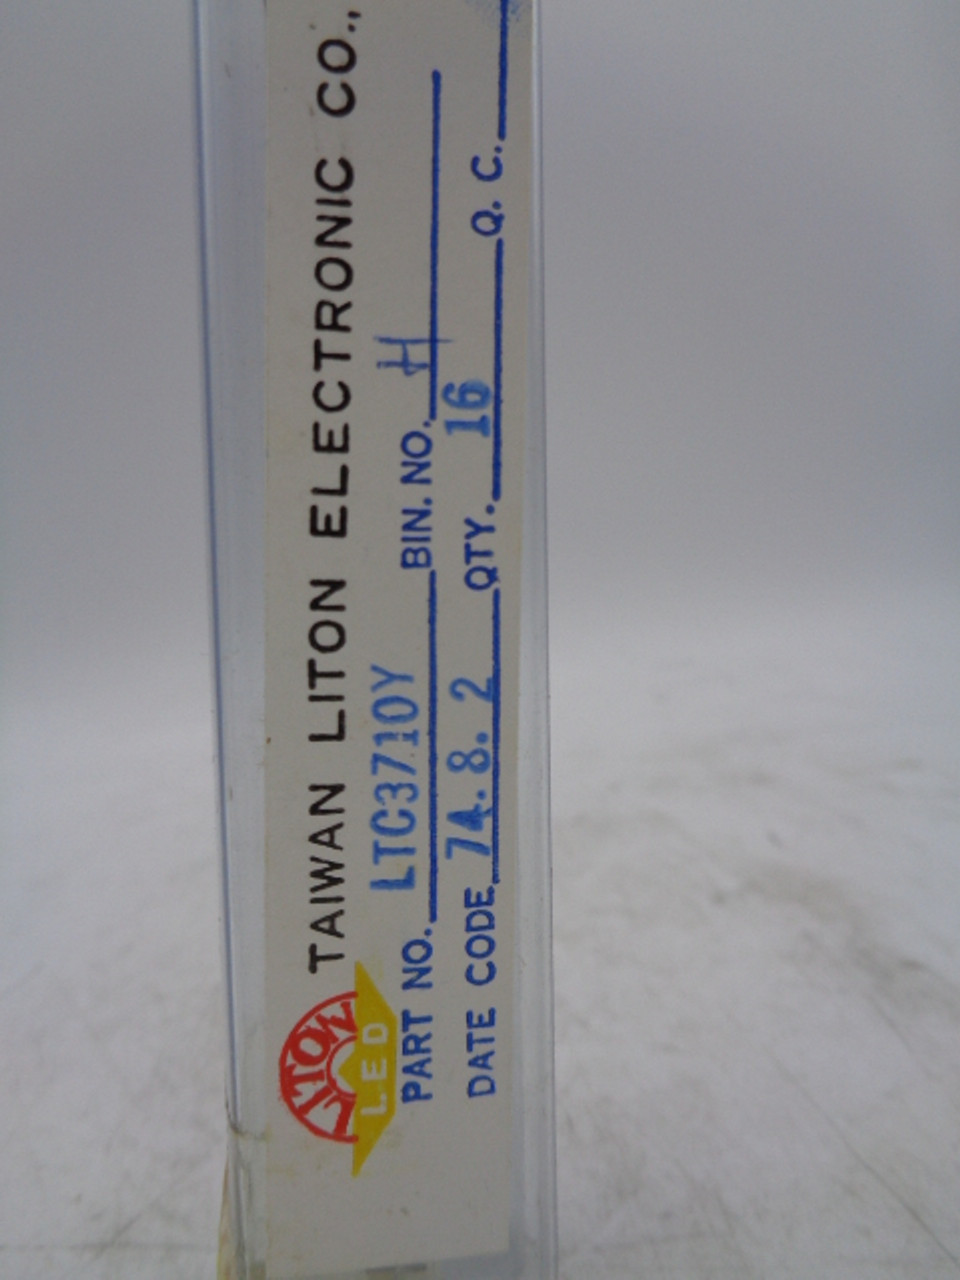 LITON
LED
TAIWAN LITON ELECTRONIC CO.,
PART NO. LTC3710Y BIN. NO. H
DATE CODE 74.8.2 QTY. 16 Q. C.